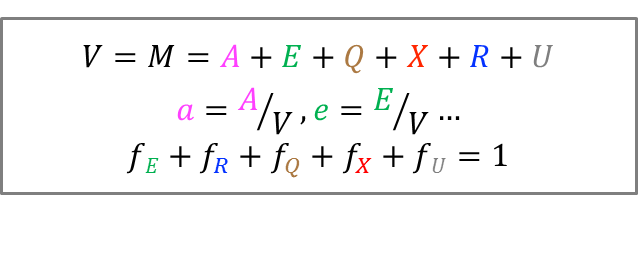 V = M = A + E + Q + X + R + U
a = A/V , e = E/V ...
f_E + f_R + f_Q + f_X + f_U = 1